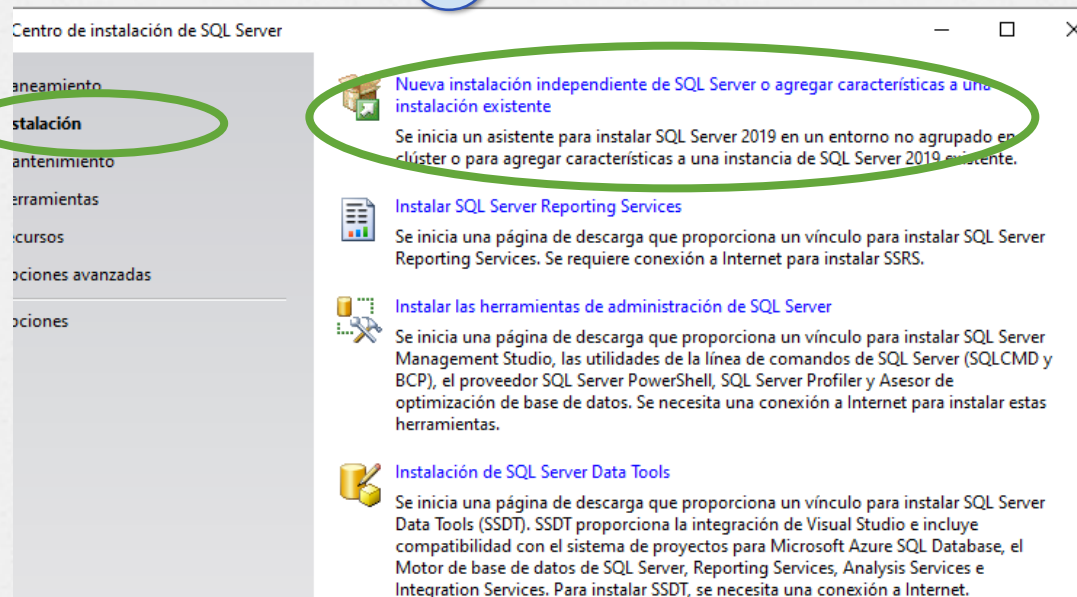 Centro de instalación de SQL Server
aneamiento
stalación
antenimiento
erramientas
ecursos
pciones avanzadas
pciones
Nueva instalación independiente de SQL Server o agregar características a una
instalación existente
Se inicia un asistente para instalar SQL Server 2019 en un entorno no agrupado en
clúster o para agregar características a una instancia de SQL Server 2019 existente.
Instalar SQL Server Reporting Services
Se inicia una página de descarga que proporciona un vínculo para instalar SQL Server
Reporting Services. Se requiere conexión a Internet para instalar SSRS.
Instalar las herramientas de administración de SQL Server
Se inicia una página de descarga que proporciona un vínculo para instalar SQL Server
Management Studio, las utilidades de la línea de comandos de SQL Server (SQLCMD y
BCP), el proveedor SQL Server PowerShell, SQL Server Profiler y Asesor de
optimización de base de datos. Se necesita una conexión a Internet para instalar estas
herramientas.
Instalación de SQL Server Data Tools
Se inicia una página de descarga que proporciona un vínculo para instalar SQL Server
Data Tools (SSDT). SSDT proporciona la integración de Visual Studio e incluye
compatibilidad con el sistema de proyectos para Microsoft Azure SQL Database, el
Motor de base de datos de SQL Server, Reporting Services, Analysis Services e
Integration Services. Para instalar SSDT, se necesita una conexión a Internet.